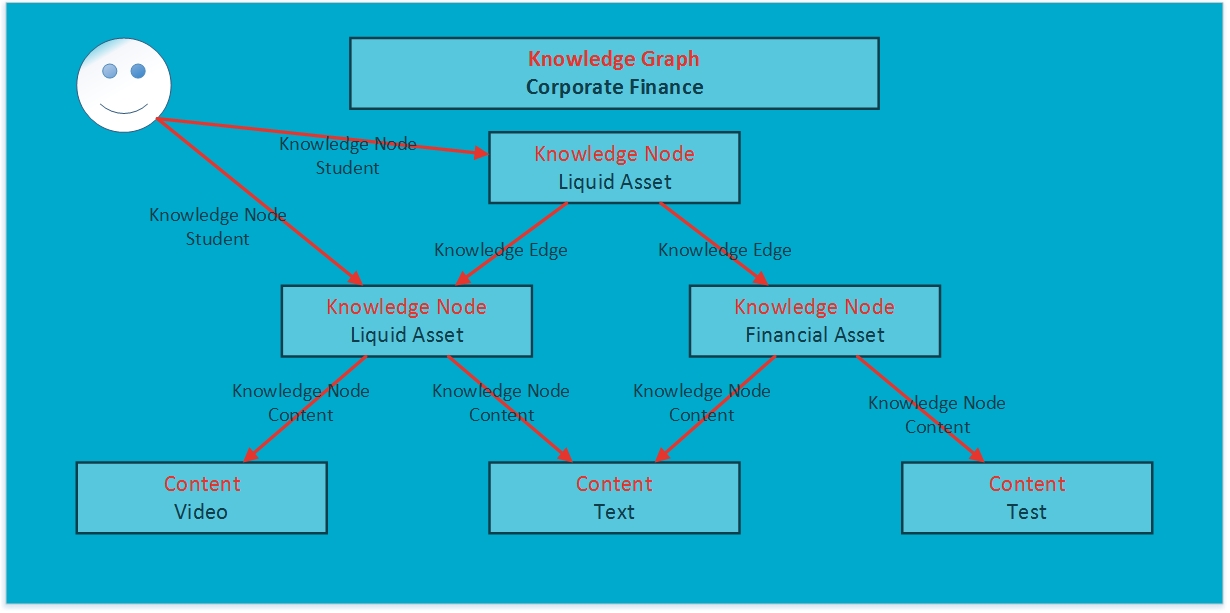 Knowledge Graph
Corporate Finance
Knowledge Node
Student
Knowledge Node
Liquid Asset
Knowledge Node
Student
Knowledge Edge
Knowledge Edge
Knowledge Node
Liquid Asset
Knowledge Node
Financial Asset
Knowledge Node
Content
Knowledge Node
Content
Knowledge Node
Content
Knowledge Node
Content
Content
Video
Content
Text
Content
Test